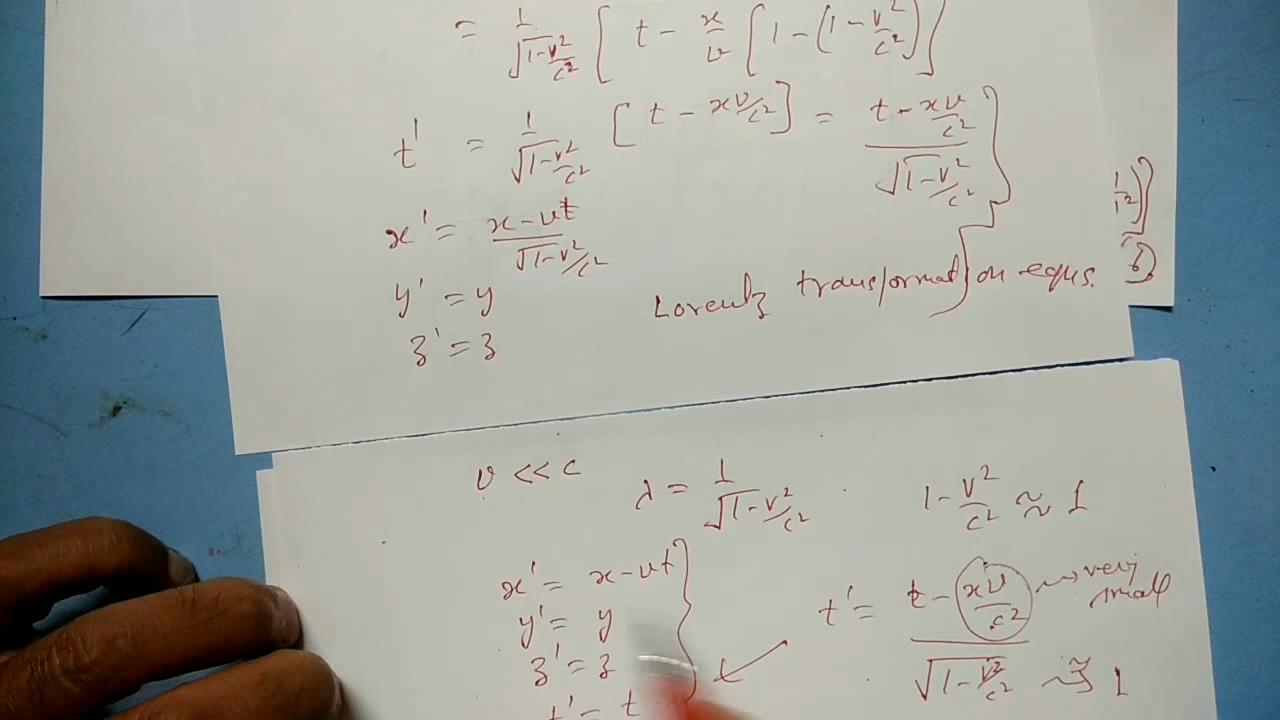 = 1/√(1-v²/c²) [ t - x/v [ 1 - (1 - v²/c²) ] ]
t' = 1/√(1-v²/c²) [ t - xv/c² ] = (t - xv/c²)/√(1-v²/c²)
x' = (x-vt)/√(1-v²/c²)
y' = y
z' = z
Lorentz transformation equs. (6)
v << c
λ = 1/√(1-v²/c²)
1 - v²/c² ≈ 1
x' = x-vt
y' = y
z' = z
t' = t
t' = (t - xv/c²)/√(1-v²/c²)
very
small
≅ 1